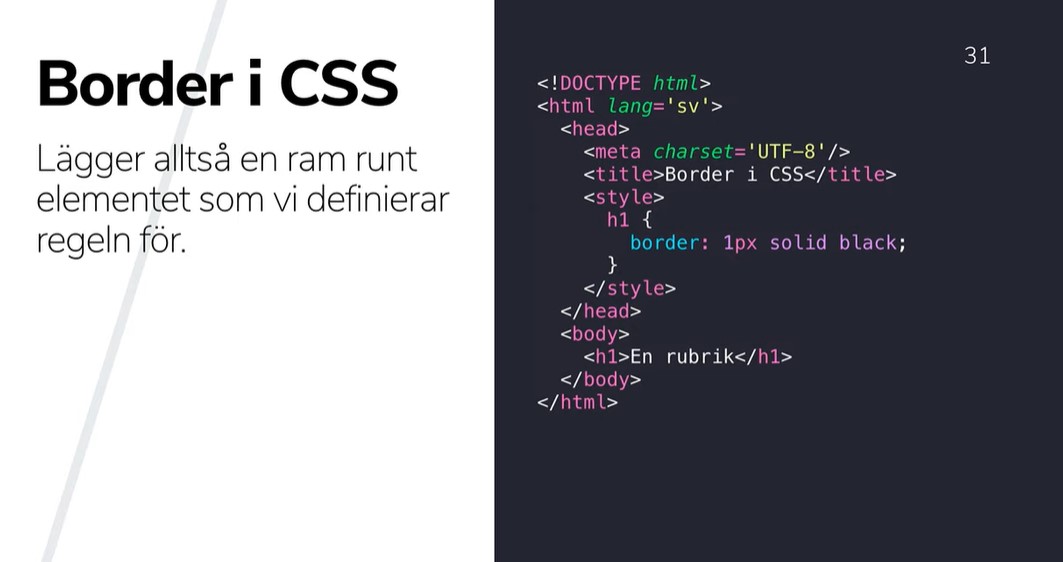 Border i CSS
Lägger alltså en ram runt
elementet som vi definierar
regeln för.
31
<!DOCTYPE html>
<html lang='sv'>
  <head>
    <meta charset='UTF-8'/>
    <title>Border i CSS</title>
    <style>
      h1 {
        border: 1px solid black;
      }
    </style>
  </head>
  <body>
    <h1>En rubrik</h1>
  </body>
</html>